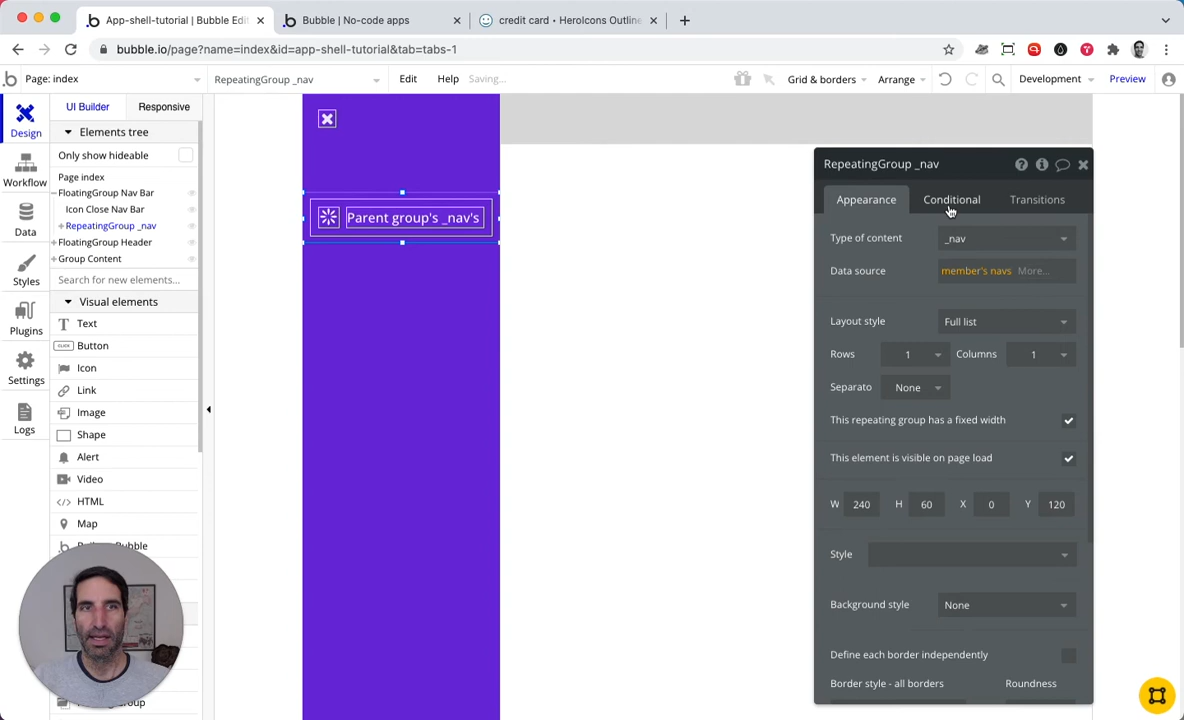 App-shell-tutorial | Bubble Edi
Bubble | No-code apps
credit card • HeroIcons Outline
bubble.io/page?name=index&id=app-shell-tutorial&tab=tabs-1
Page: index
RepeatingGroup _nav
Edit
Help
Saving...
Grid & borders
Arrange
Development
Preview
UI Builder
Responsive
Design
Workflow
Data
Styles
Plugins
Settings
Logs
Elements tree
Only show hideable
Page index
FloatingGroup Nav Bar
Icon Close Nav Bar
RepeatingGroup _nav
FloatingGroup Header
Group Content
Search for new elements...
Visual elements
Text
Button
CLICK
Icon
Link
Image
Shape
Alert
Video
HTML
Map
Bubble
Parent group's _nav's
RepeatingGroup _nav
Appearance
Conditional
Transitions
Type of content
_nav
Data source
member's navs More...
Layout style
Full list
Rows
1
Columns
1
Separato
None
This repeating group has a fixed width
This element is visible on page load
W 240 H 60 X 0 Y 120
Style
Background style
None
Define each border independently
Border style - all borders
Roundness